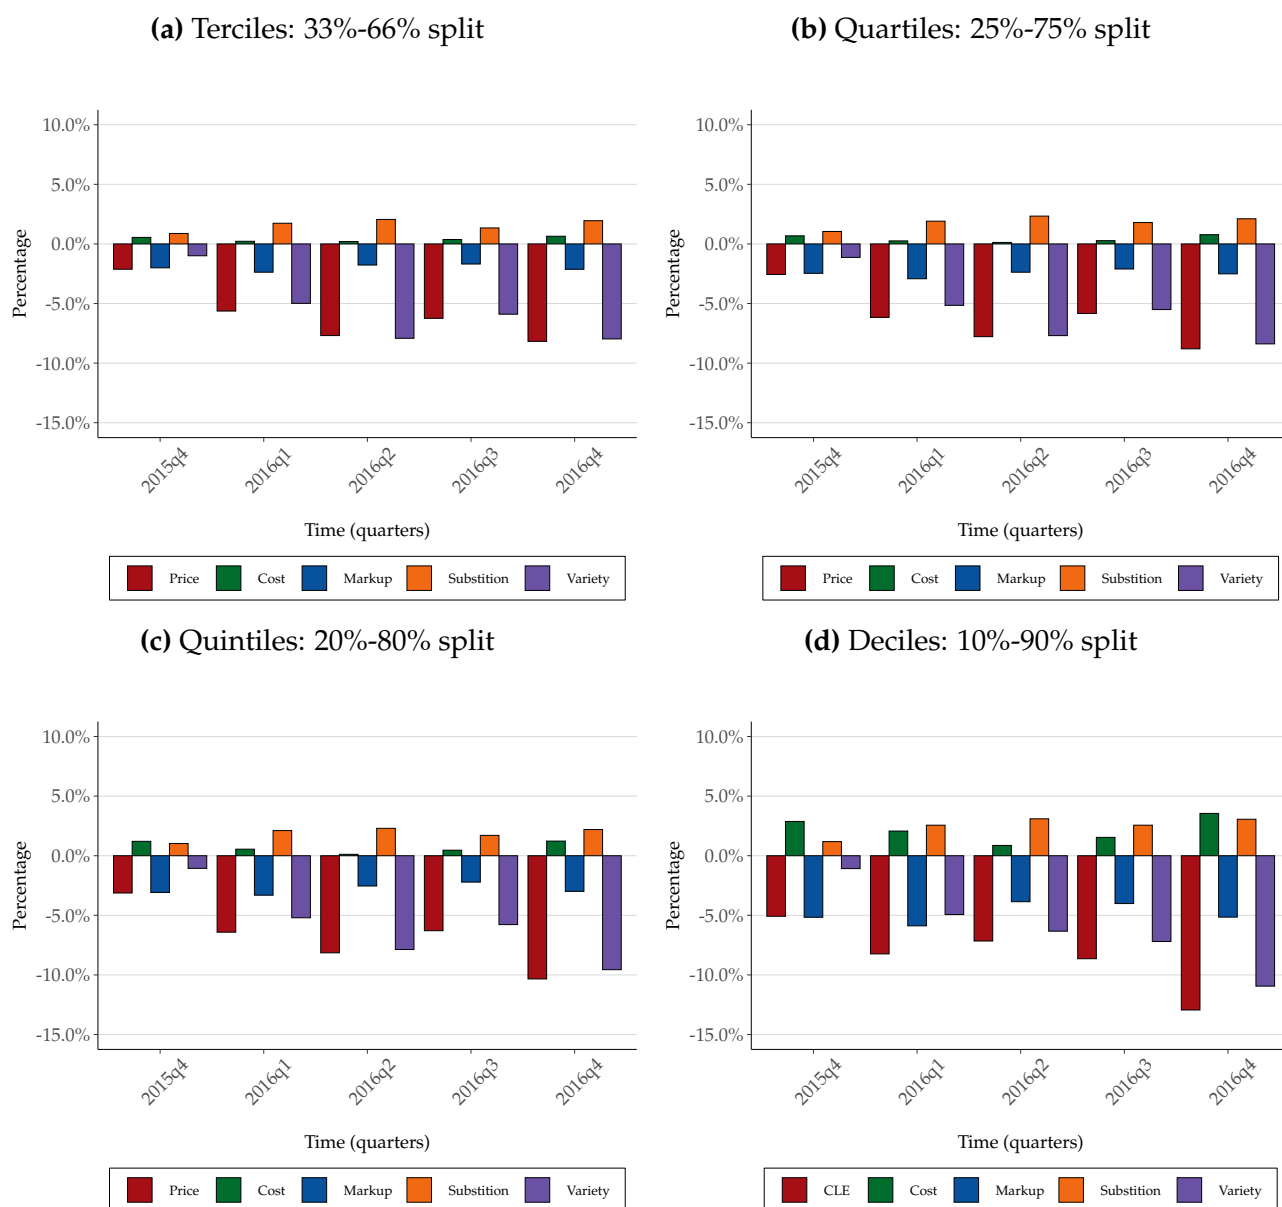 (a) Terciles: 33%-66% split
10.0%
5.0%
0.0%
-5.0%
-10.0%
-15.0%
Percentage
2015q4 2016q1 2016q2 2016q3 2016q4
Time (quarters)
Price Cost Markup Substition Variety
(b) Quartiles: 25%-75% split
10.0%
5.0%
0.0%
-5.0%
-10.0%
-15.0%
Percentage
2015q4 2016q1 2016q2 2016q3 2016q4
Time (quarters)
Price Cost Markup Substition Variety
(c) Quintiles: 20%-80% split
10.0%
5.0%
0.0%
-5.0%
-10.0%
-15.0%
Percentage
2015q4 2016q1 2016q2 2016q3 2016q4
Time (quarters)
Price Cost Markup Substition Variety
(d) Deciles: 10%-90% split
10.0%
5.0%
0.0%
-5.0%
-10.0%
-15.0%
Percentage
2015q4 2016q1 2016q2 2016q3 2016q4
Time (quarters)
CLE Cost Markup Substition Variety